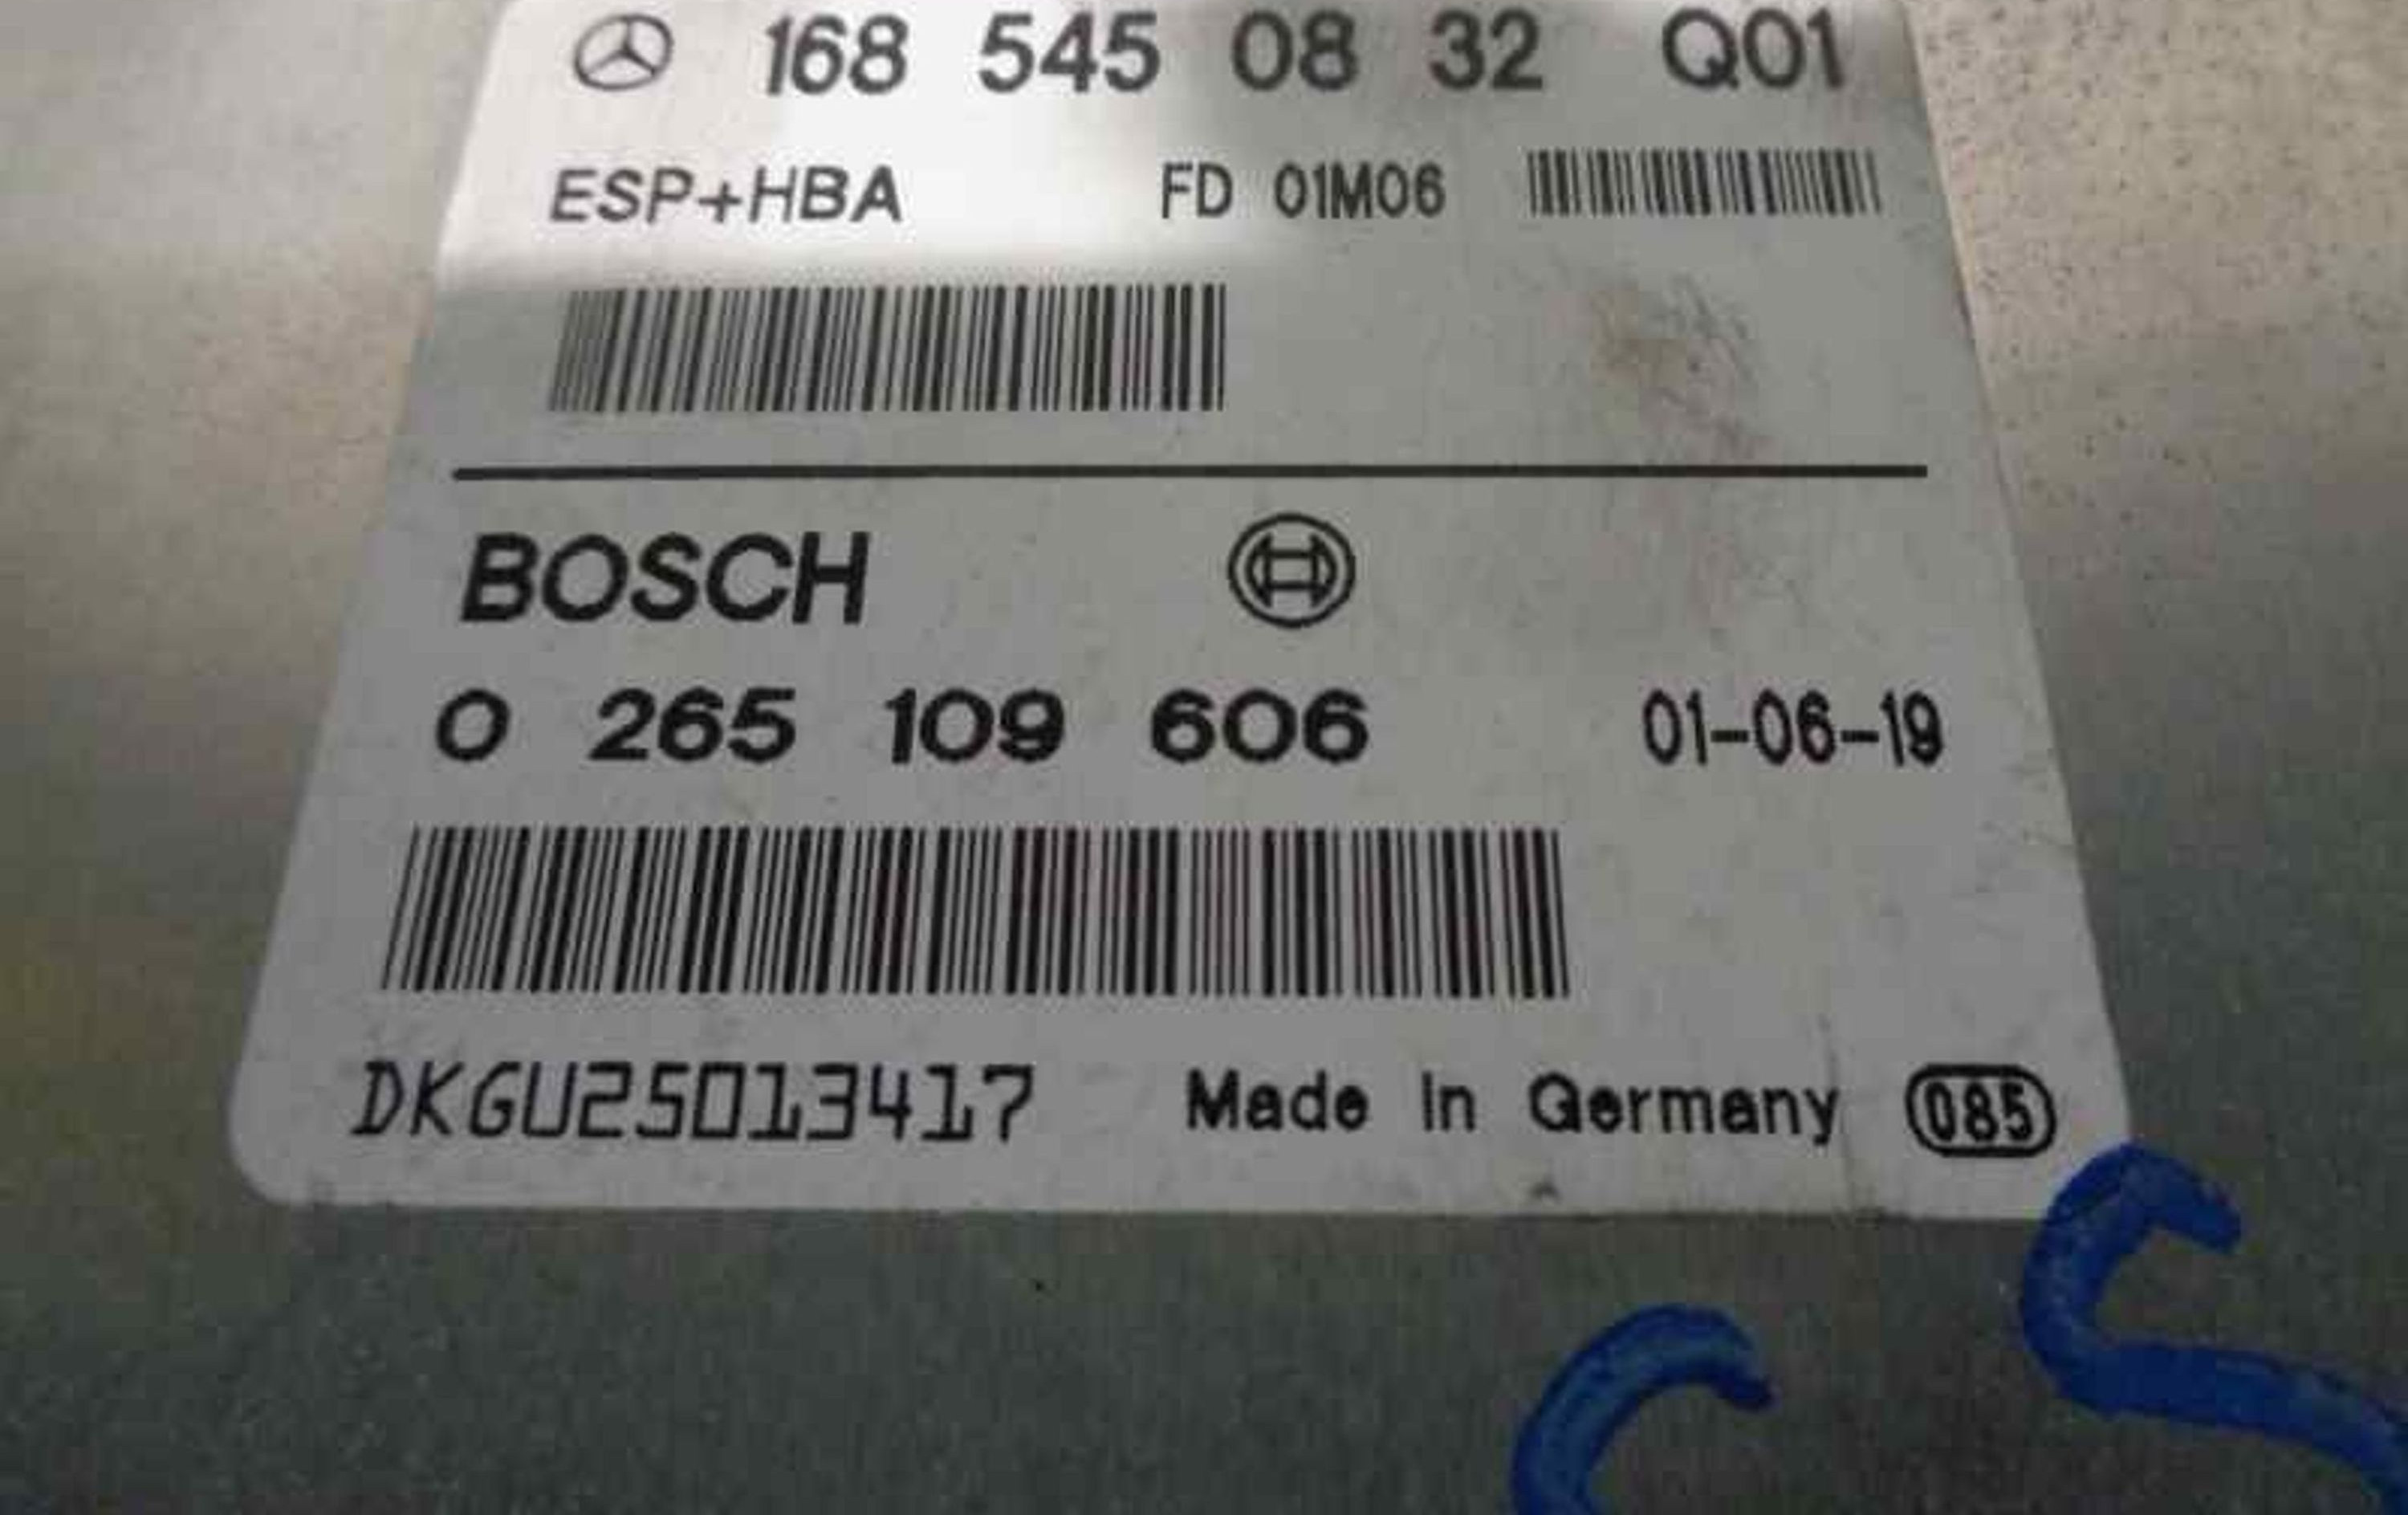 168 545 08 32 Q01
ESP+HBA FD 01M06
BOSCH
0 265 109 606 01-06-19
DKGU25013417 Made in Germany 085